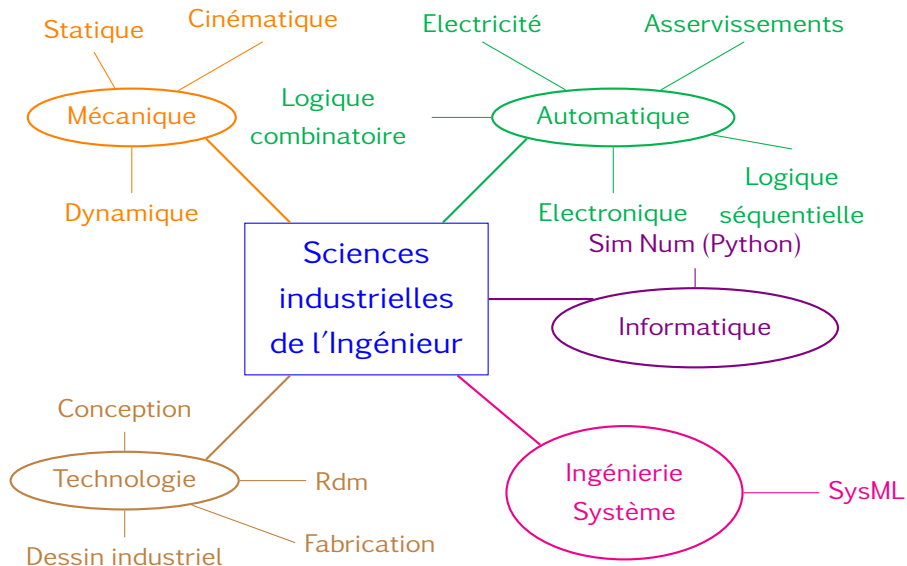 Statique
Cinématique
Mécanique
Dynamique
Electricité
Asservissements
Logique
combinatoire
Automatique
Electronique
Logique
séquentielle
Sciences
industrielles
de l'Ingénieur
Sim Num (Python)
Informatique
Conception
Technologie
Rdm
Dessin industriel
Fabrication
Ingénierie
Système
SysML